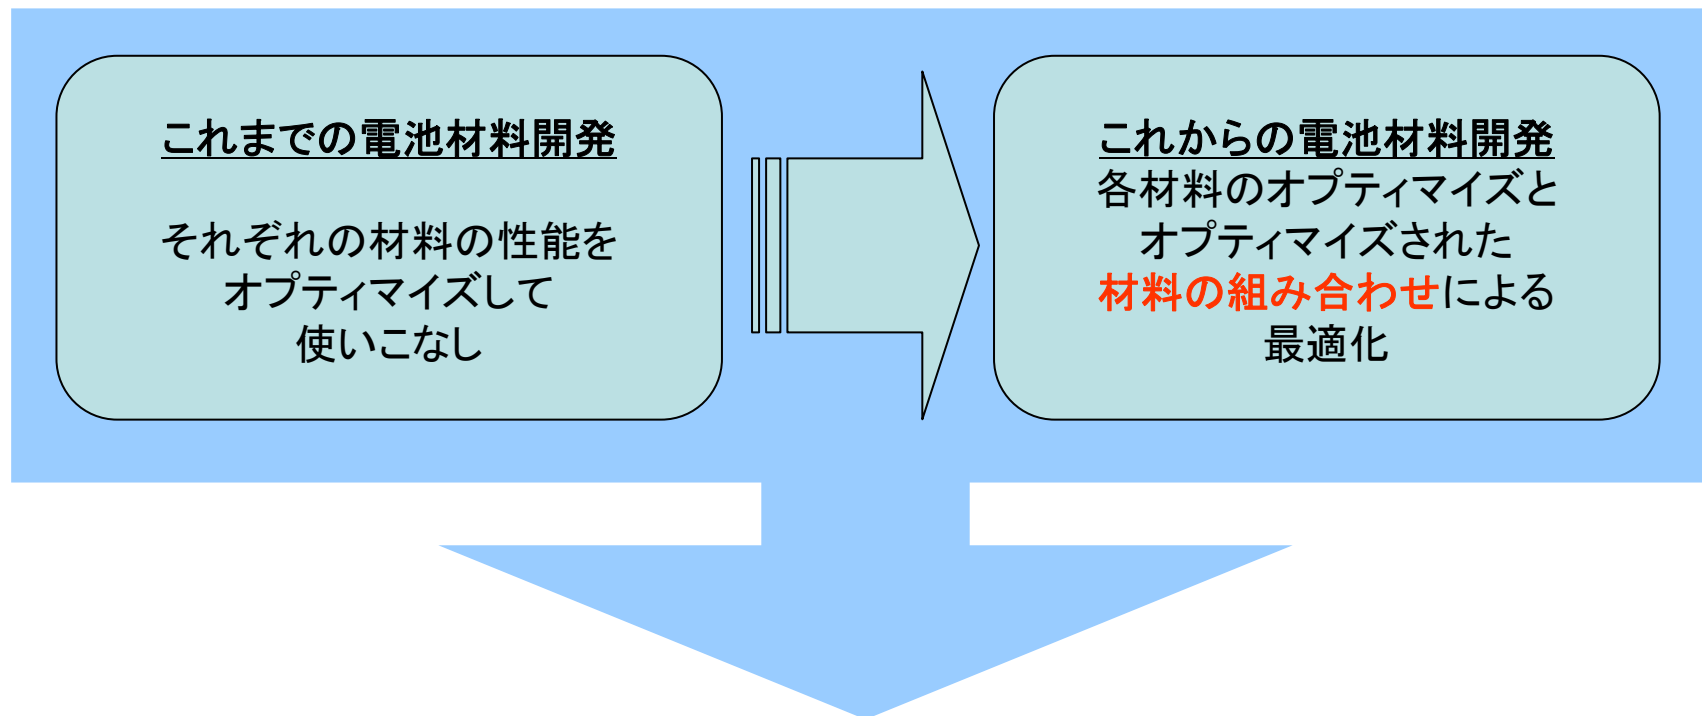 これまでの電池材料開発
それぞれの材料の性能を
オプティマイズして
使いこなし
これからの電池材料開発
各材料のオプティマイズと
オプティマイズされた
材料の組み合わせによる
最適化